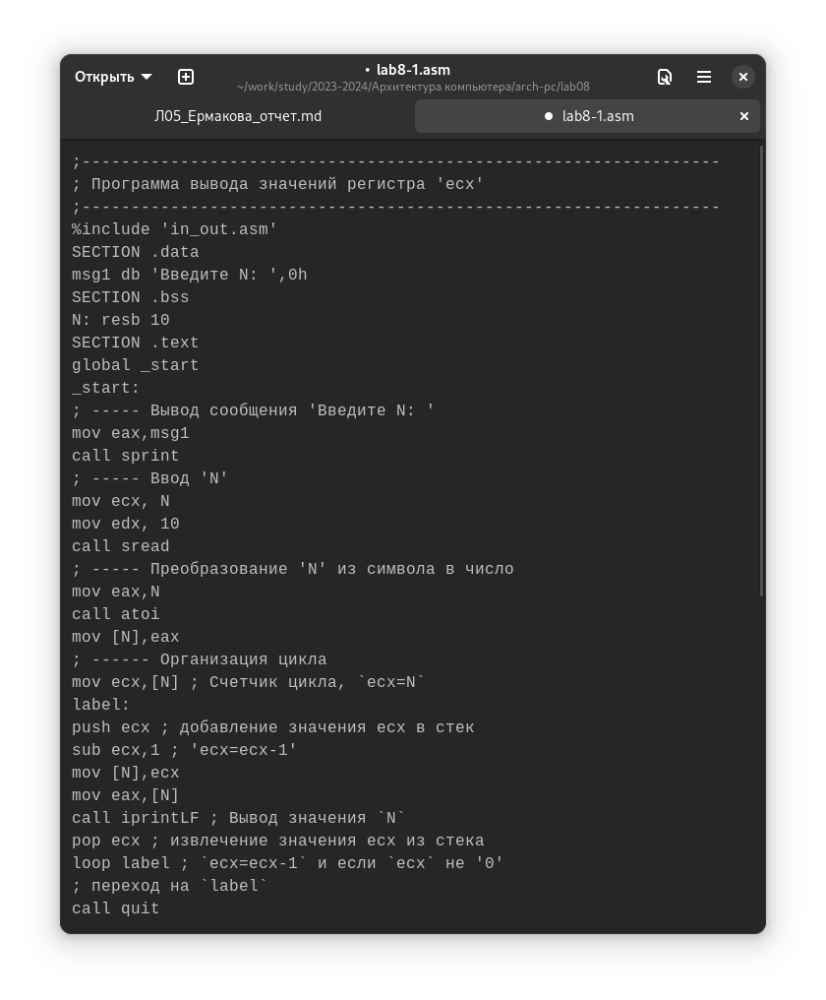 Открыть
• lab8-1.asm
~/work/study/2023-2024/Архитектура компьютера/arch-pc/lab08
Л05_Ермакова_отчет.md
● lab8-1.asm
;-----------------------------------------------------------------
; Программа вывода значений регистра 'ecx'
;-----------------------------------------------------------------
%include 'in_out.asm'
SECTION .data
msg1 db 'Введите N: ',0h
SECTION .bss
N: resb 10
SECTION .text
global _start
_start:
; ----- Вывод сообщения 'Введите N: '
mov eax,msg1
call sprint
; ----- Ввод 'N'
mov ecx, N
mov edx, 10
call sread
; ----- Преобразование 'N' из символа в число
mov eax,N
call atoi
mov [N],eax
; ------ Организация цикла
mov ecx,[N] ; Счетчик цикла, `ecx=N`
label:
push ecx ; добавление значения ecx в стек
sub ecx,1 ; 'ecx=ecx-1'
mov [N],ecx
mov eax,[N]
call iprintLF ; Вывод значения `N`
pop ecx ; извлечение значения ecx из стека
loop label ; `ecx=ecx-1` и если `ecx` не '0'
; переход на `label`
call quit